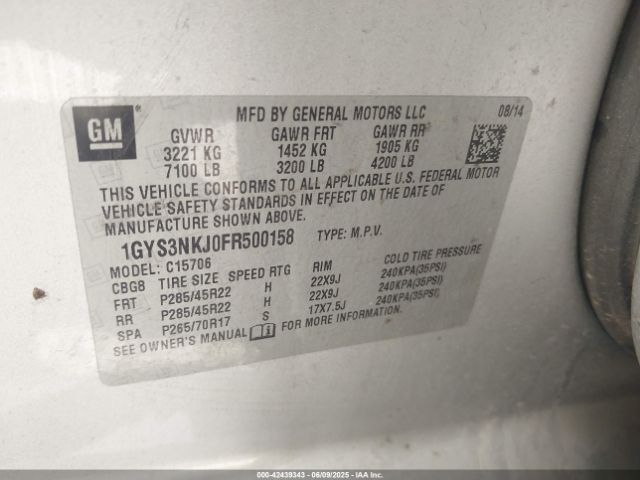 GM
MFD BY GENERAL MOTORS LLC 08/14
GVWR GAWR FRT GAWR RR
3221 KG 1452 KG 1905 KG
7100 LB 3200 LB 4200 LB
THIS VEHICLE CONFORMS TO ALL APPLICABLE U.S. FEDERAL MOTOR
VEHICLE SAFETY STANDARDS IN EFFECT ON THE DATE OF
MANUFACTURE SHOWN ABOVE.
1GYS3NKJ0FR500158 TYPE: M.P.V.
MODEL: C15706
CBG8 TIRE SIZE SPEED RTG RIM COLD TIRE PRESSURE
FRT P285/45R22 H 22X9J 240KPA(35PSI)
RR P285/45R22 H 22X9J 240KPA(35PSI)
SPA P265/70R17 S 17X7.5J 240KPA(35PSI)
SEE OWNER'S MANUAL FOR MORE INFORMATION.
000-42439343 - 06/09/2025 - IAAI.COM